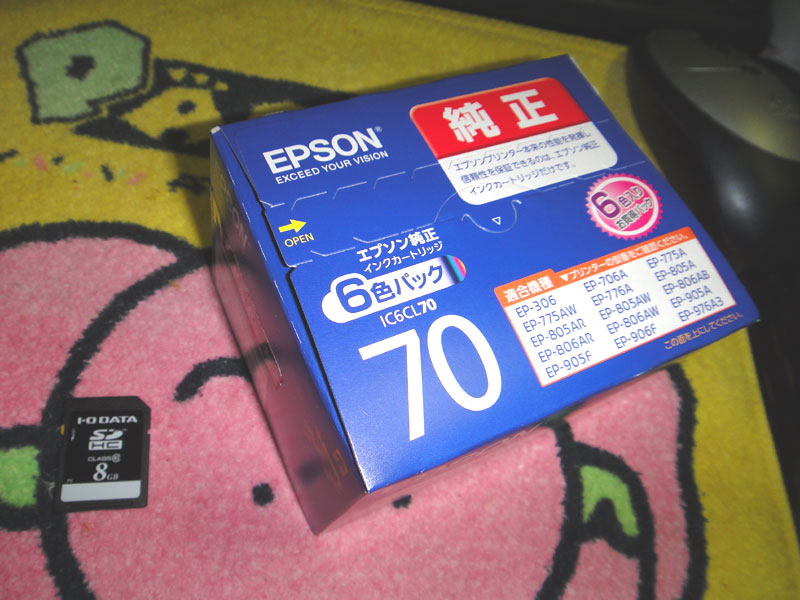 EPSON®
EXCEED YOUR VISION
純正
エプソンプリンター本来の性能を発揮し
信頼性を保証できるのは、エプソン純正
インクカートリッジだけです。
6色入り
お買得パック
OPEN
エプソン純正
インクカートリッジ
6色パック
IC6CL70
70
適合機種 ▼プリンターの型番をご確認ください。
EP-306 EP-706A EP-775A
EP-775AW EP-776A EP-805A
EP-805AR EP-805AW EP-806AB
EP-806AR EP-806AW EP-905A
EP-905F EP-906F EP-976A3
この面を上にしてください。
I-O DATA
SD
HC
CLASS10
8GB